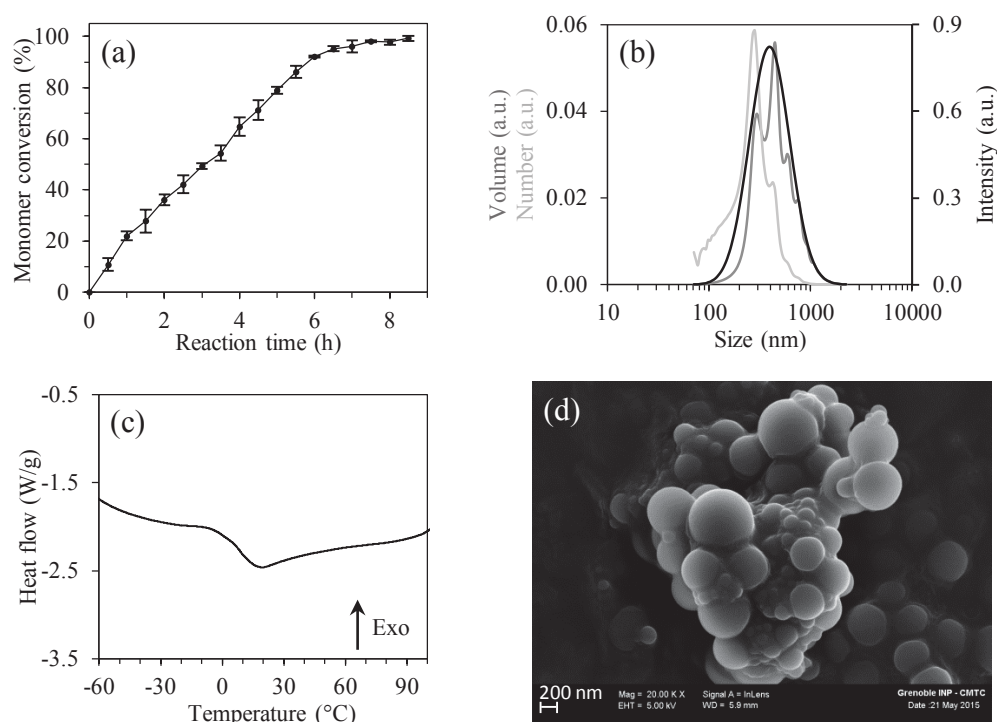 (a)
100
80
60
40
20
0
Monomer conversion (%)
0 2 4 6 8
Reaction time (h)
(b)
0.06
0.04
0.02
0.00
Volume (a.u.)
Number (a.u.)
0.9
0.6
0.3
0.0
Intensity (a.u.)
10 100 1000 10000
Size (nm)
(c)
-0.5
-1.5
-2.5
-3.5
Heat flow (W/g)
Exo
-60 -30 0 30 60 90
Temperature (°C)
(d)
200 nm
Mag = 20.00 K X Signal A = InLens Grenoble INP - CMTC
EHT = 5.00 kV WD = 5.9 mm Date :21 May 2015